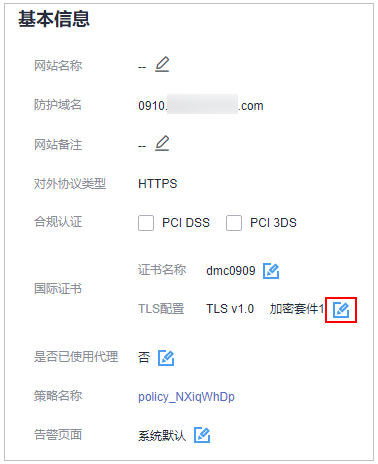 基本信息
网站名称 --
防护域名 0910. .com
网站备注 --
对外协议类型 HTTPS
合规认证 PCI DSS PCI 3DS
证书名称 dmc0909
国际证书
TLS配置 TLS v1.0 加密套件1
是否已使用代理 否
策略名称 policy_NXiqWhDp
告警页面 系统默认